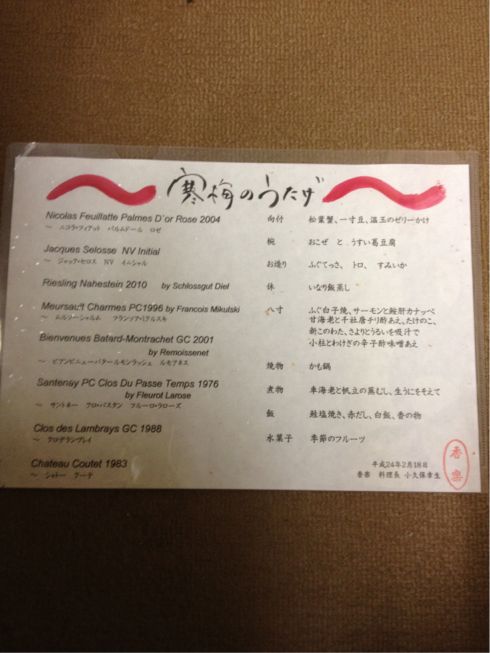 寒梅のうたげ
Nicolas Feuillatte Palmes D`or Rose 2004
～ ニコラ・フィアット パルムドール ロゼ
Jacques Selosse NV Initial
～ ジャック・セロス NV イニシャル
Riesling Nahestein 2010 by Schlossgut Diel
Meursault Charmes PC1996 by Francois Mikulski
～ ムルソーシャルム フランソア・ミクルスキ
Bienvenues Batard-Montrachet GC 2001
by Remoissenet
～ ビアンビニューバタールモンラッシェ ルモアネス
Santenay PC Clos Du Passe Temps 1976
by Fleurot Larose
～ サントネー クロ・パスタン フルーロ・ラローズ
Clos des Lambrays GC 1988
～ クロデランブレイ
Chateau Coutet 1983
～ シャトー クーテ
向付 松葉蟹、一寸豆、温玉のゼリーかけ
椀 おこぜ と うすい葛豆腐
お造り ふぐてっさ、 トロ、 すみいか
休 いなり飯蒸し
八寸 ふぐ白子焼、サーモンと鮟肝カナッペ
甘海老と干社唐チリ酢あえ、たけのこ、
新このわた、さよりとうるいを吸汁で
小柱とわけぎの辛子酢味噌あえ
焼物 かも鍋
煮物 車海老と帆立の蒸むし、生うにをそえて
飯 鮭塩焼き、赤だし、白飯、香の物
水菓子 季節のフルーツ
平成24年2月18日
香楽 料理長 小久保幸生
香楽